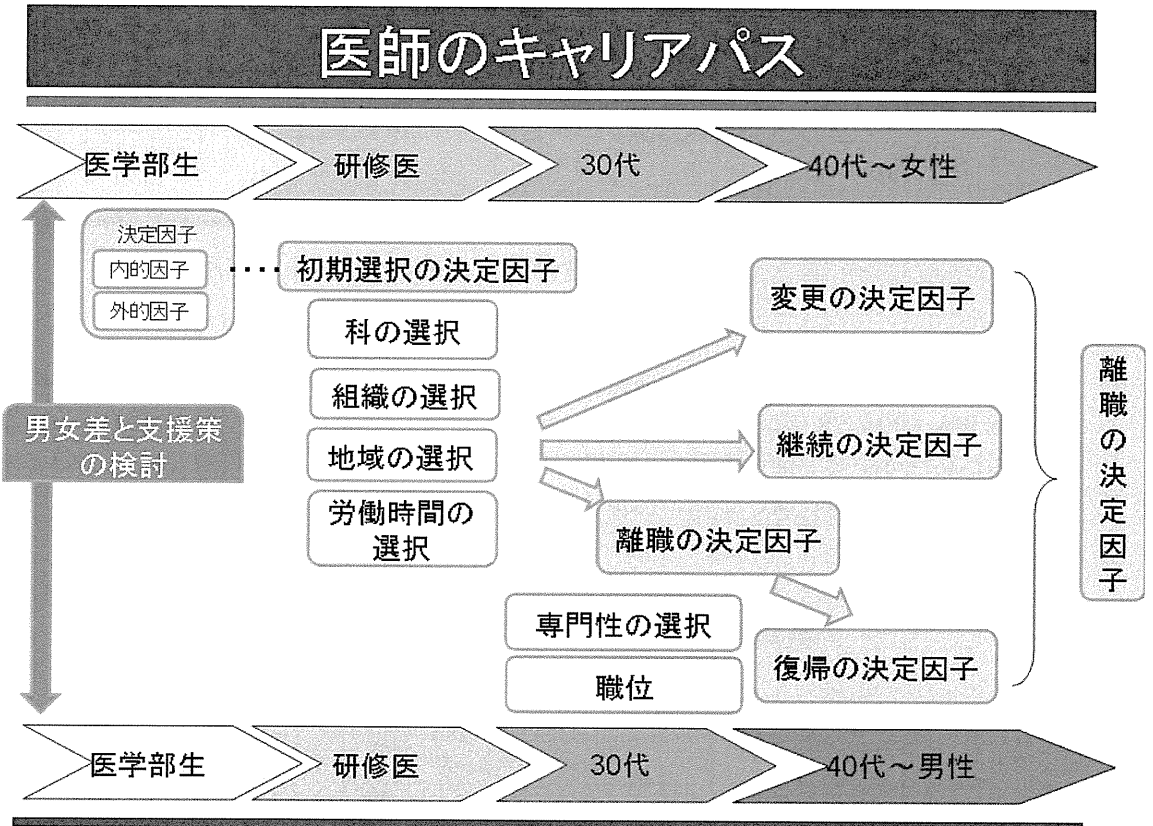 医師のキャリアパス
医学部生
研修医
30代
40代~女性
決定因子
内的因子
外的因子
初期選択の決定因子
科の選択
組織の選択
地域の選択
労働時間の
選択
男女差と支援策
の検討
変更の決定因子
継続の決定因子
離職の決定因子
専門性の選択
職位
復帰の決定因子
離職の決定因子
医学部生
研修医
30代
40代~男性